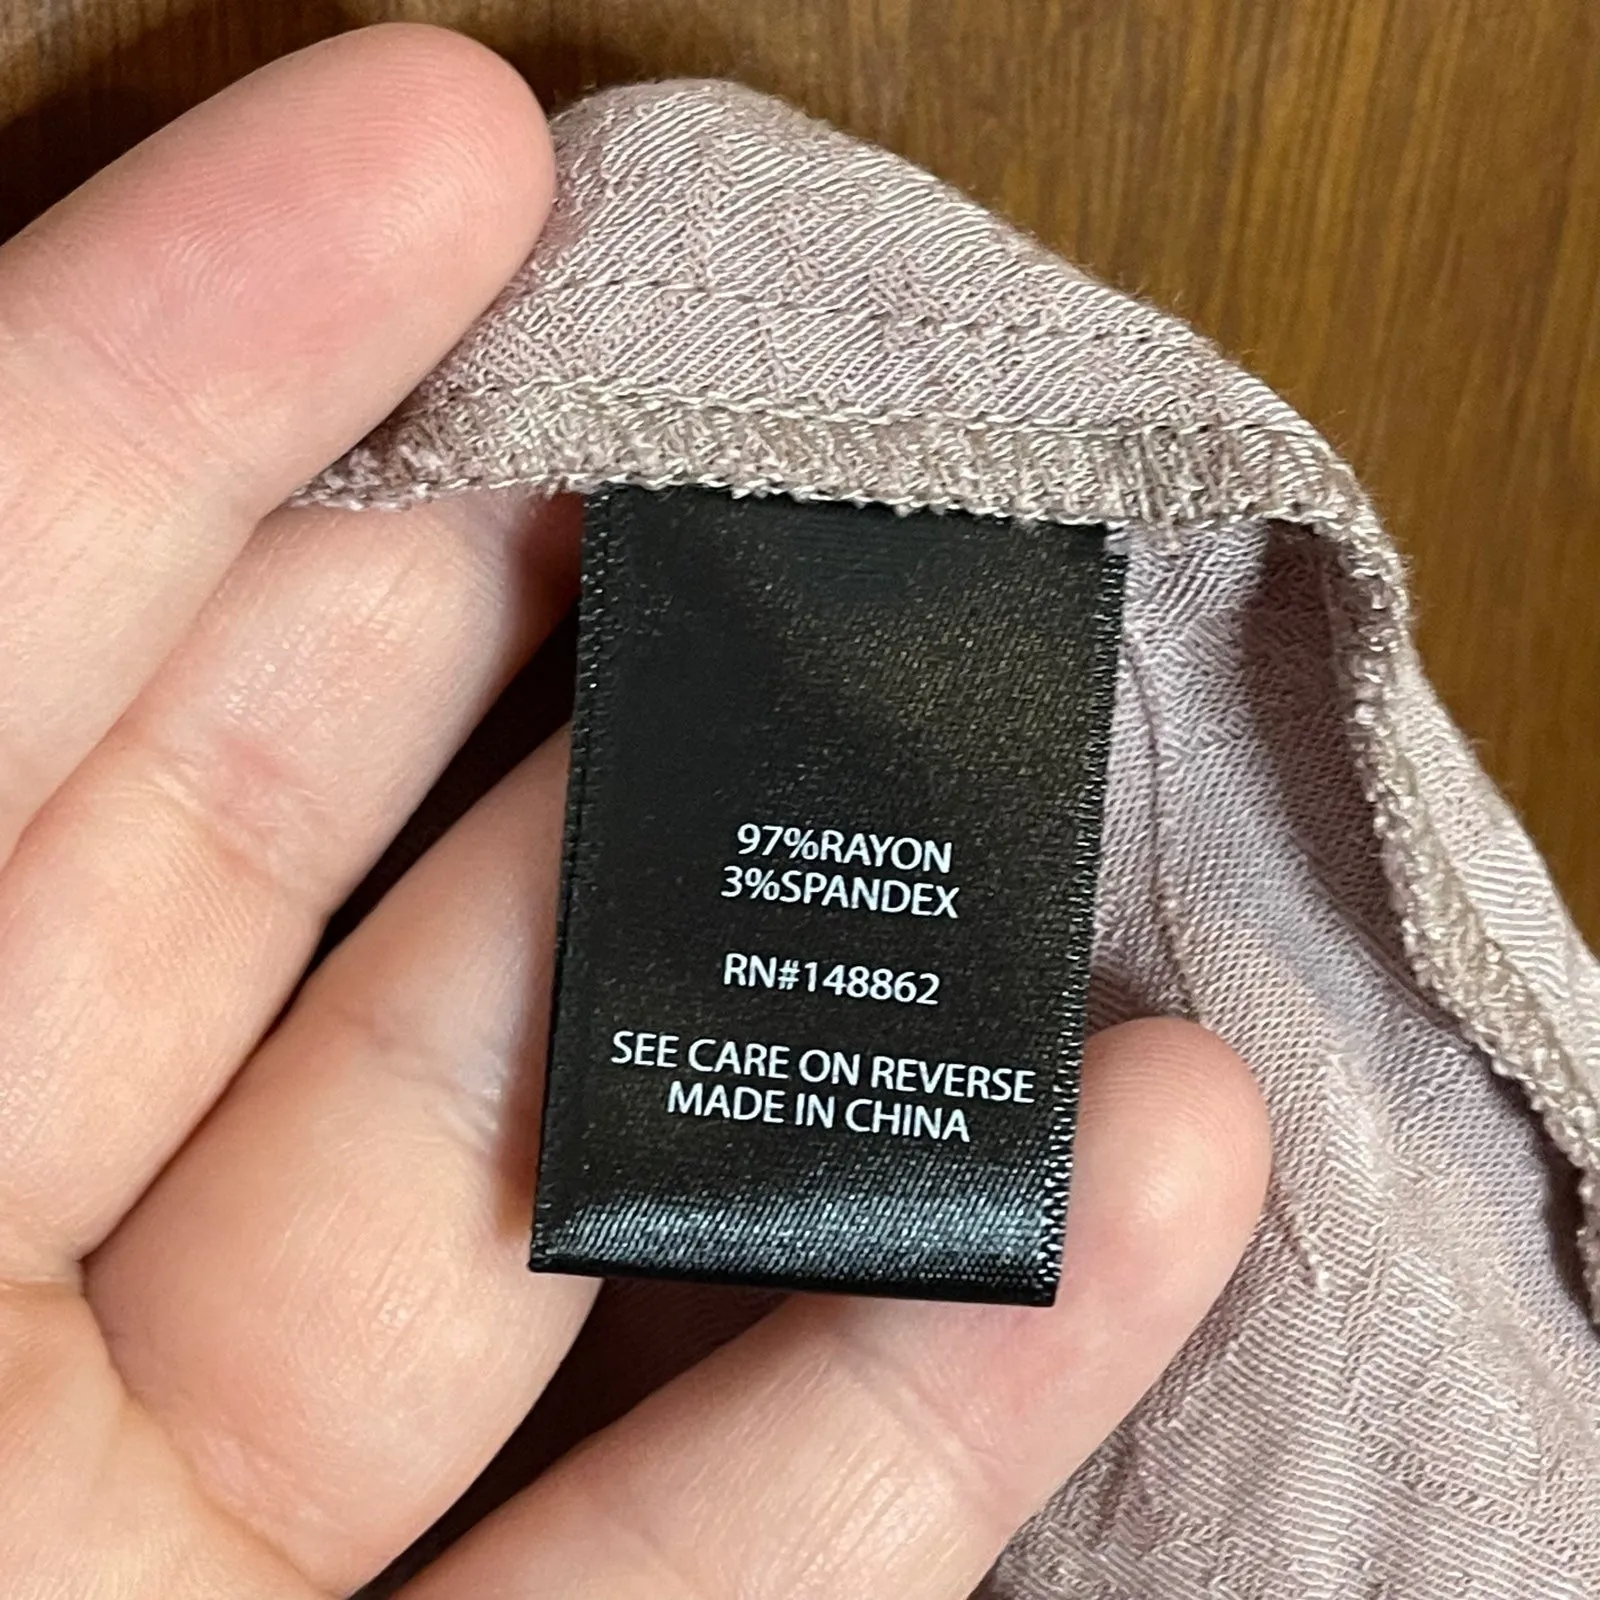 97%RAYON
3%SPANDEX
RN#148862
SEE CARE ON REVERSE
MADE IN CHINA